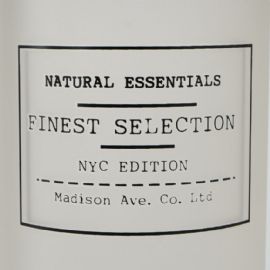 NATURAL ESSENTIALS
FINEST SELECTION
NYC EDITION
Madison Ave. Co. Ltd